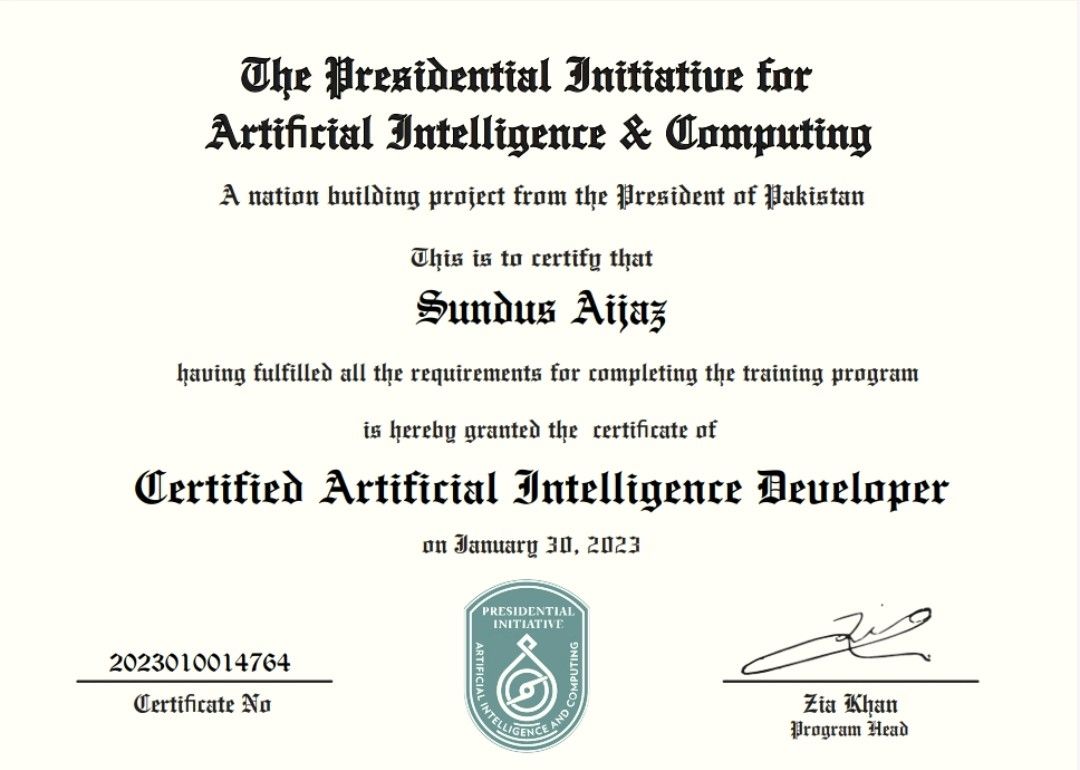 The Presidential Initiative for
Artificial Intelligence & Computing
A nation building project from the President of Pakistan
This is to certify that
Sundus Aijaz
having fulfilled all the requirements for completing the training program
is hereby granted the certificate of
Certified Artificial Intelligence Developer
on January 30, 2023
PRESIDENTIAL
INITIATIVE
ARTIFICIAL INTELLIGENCE AND COMPUTING
2023010014764
Certificate No
Zia
Zia Khan
Program Head